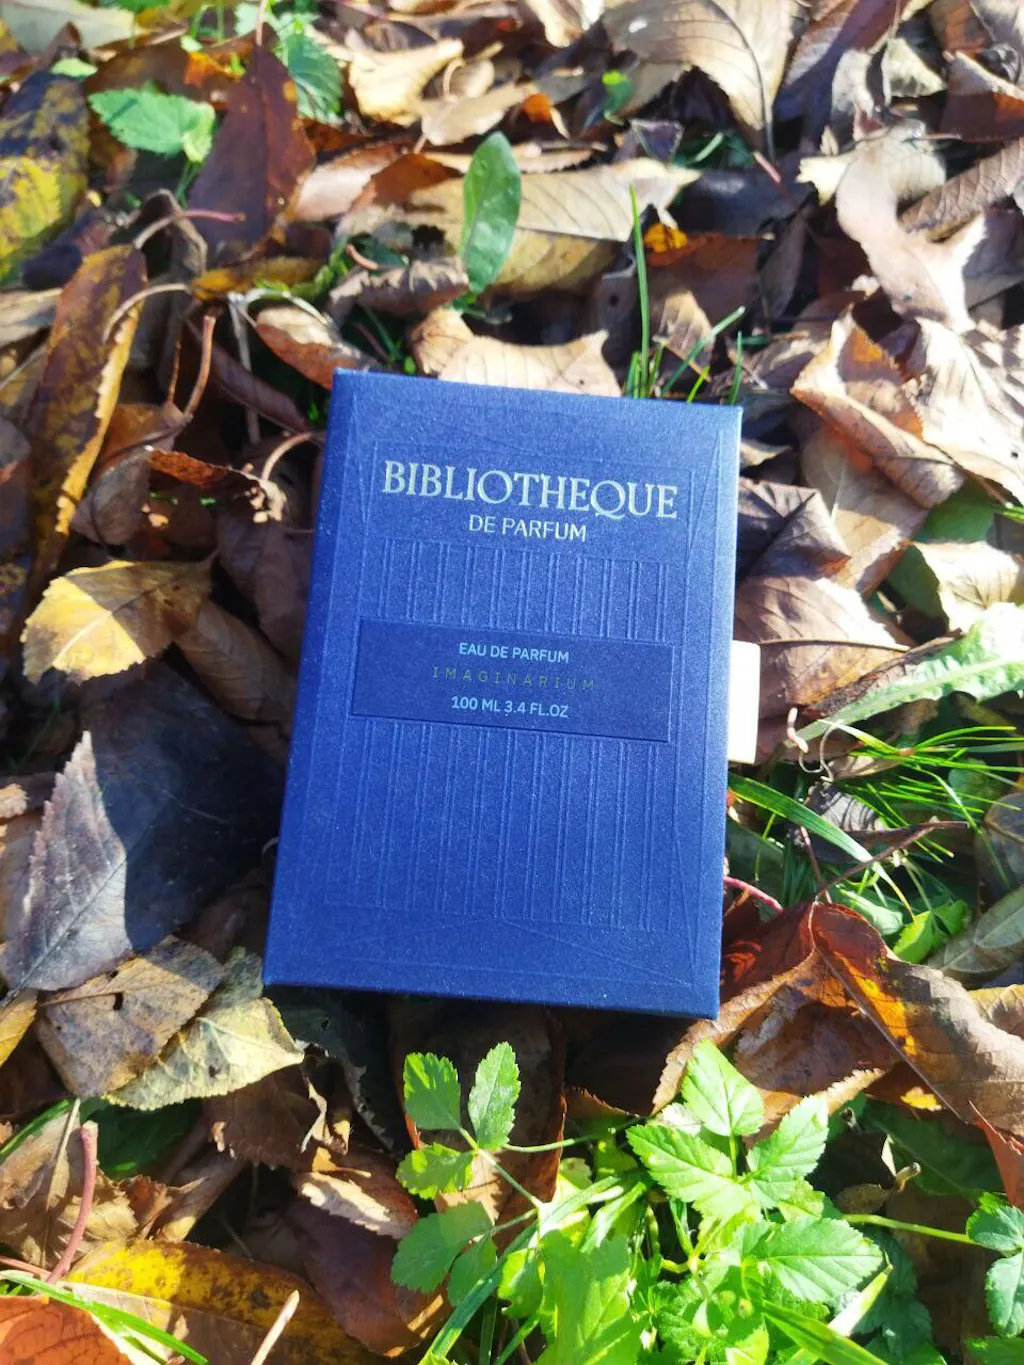 BIBLIOTHEQUE
DE PARFUM
EAU DE PARFUM
IMAGINARIUM
100 ML 3.4 FL.OZ